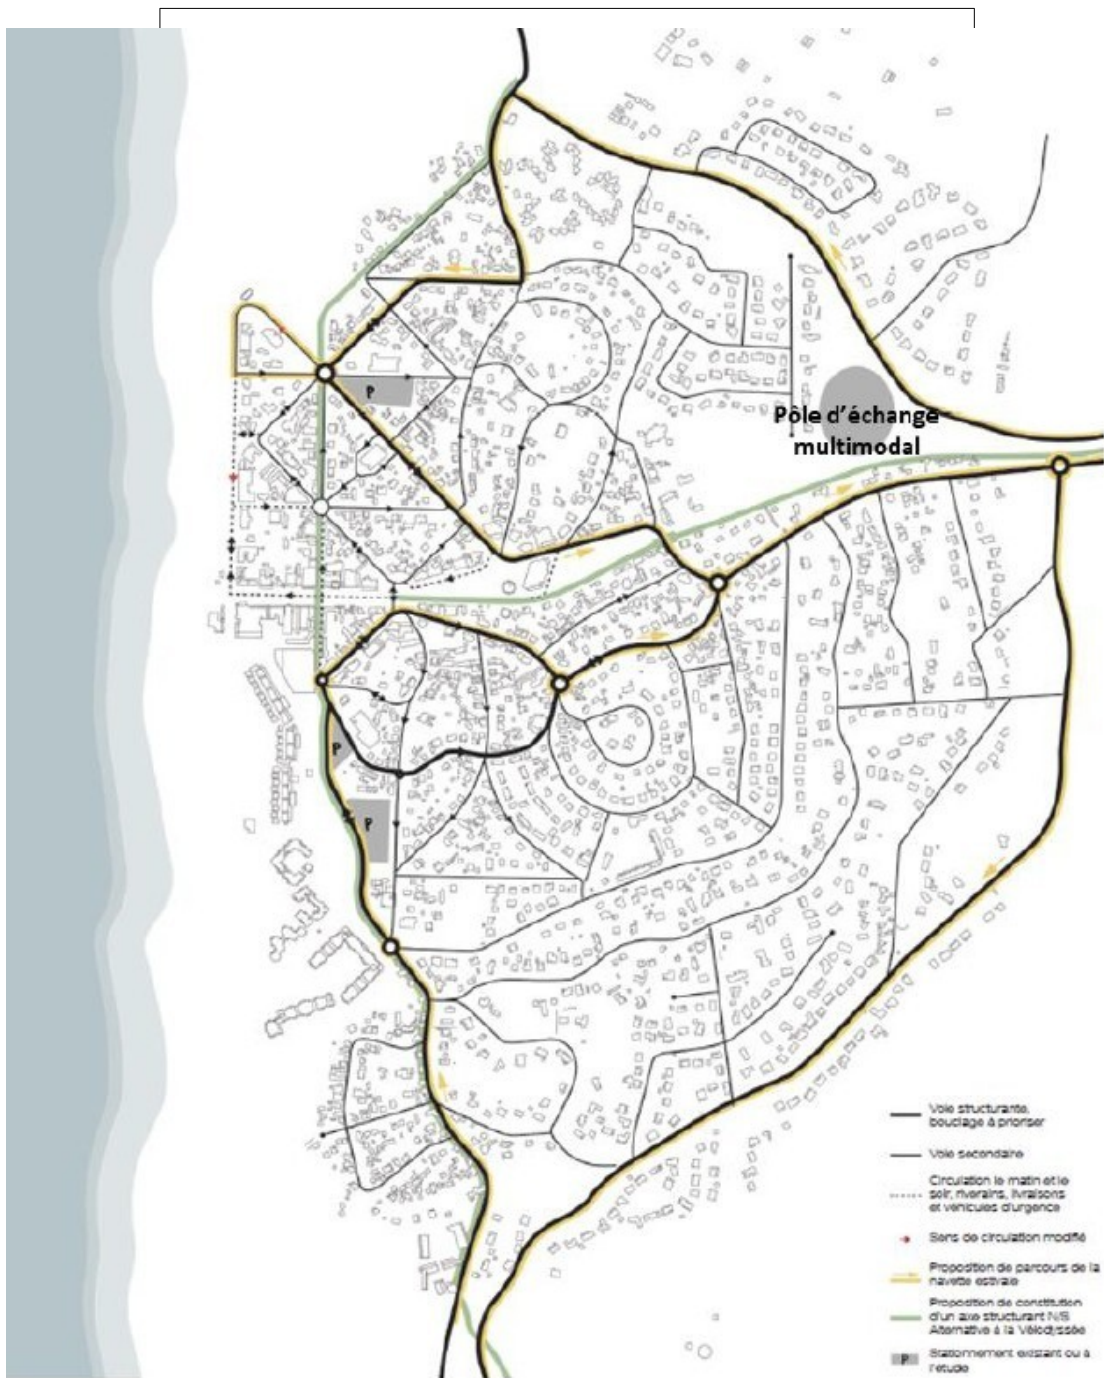 P
Pôle d'échange
multimodal
P
P
Voie structurante,
bouclage à prioriser
Voie secondaire
Circulation le matin et le
soir, riverains, livraisons
et véhicules d'urgence
Sens de circulation modifié
Proposition de parcours de la
navette estivale
Proposition de constitution
d'un axe structurant N/S
Alternative à la Vélodyssée
P
Stationnement existant ou à
l'étude